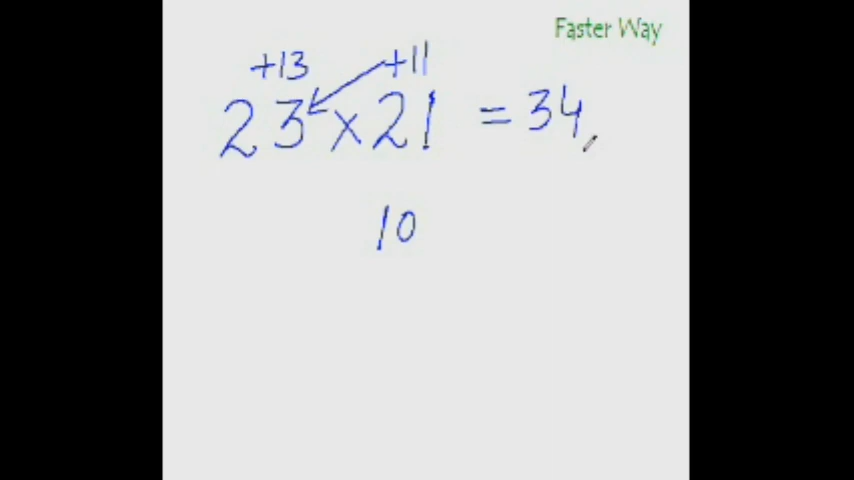 Faster Way
+13 +11
23 × 21 = 34,
10